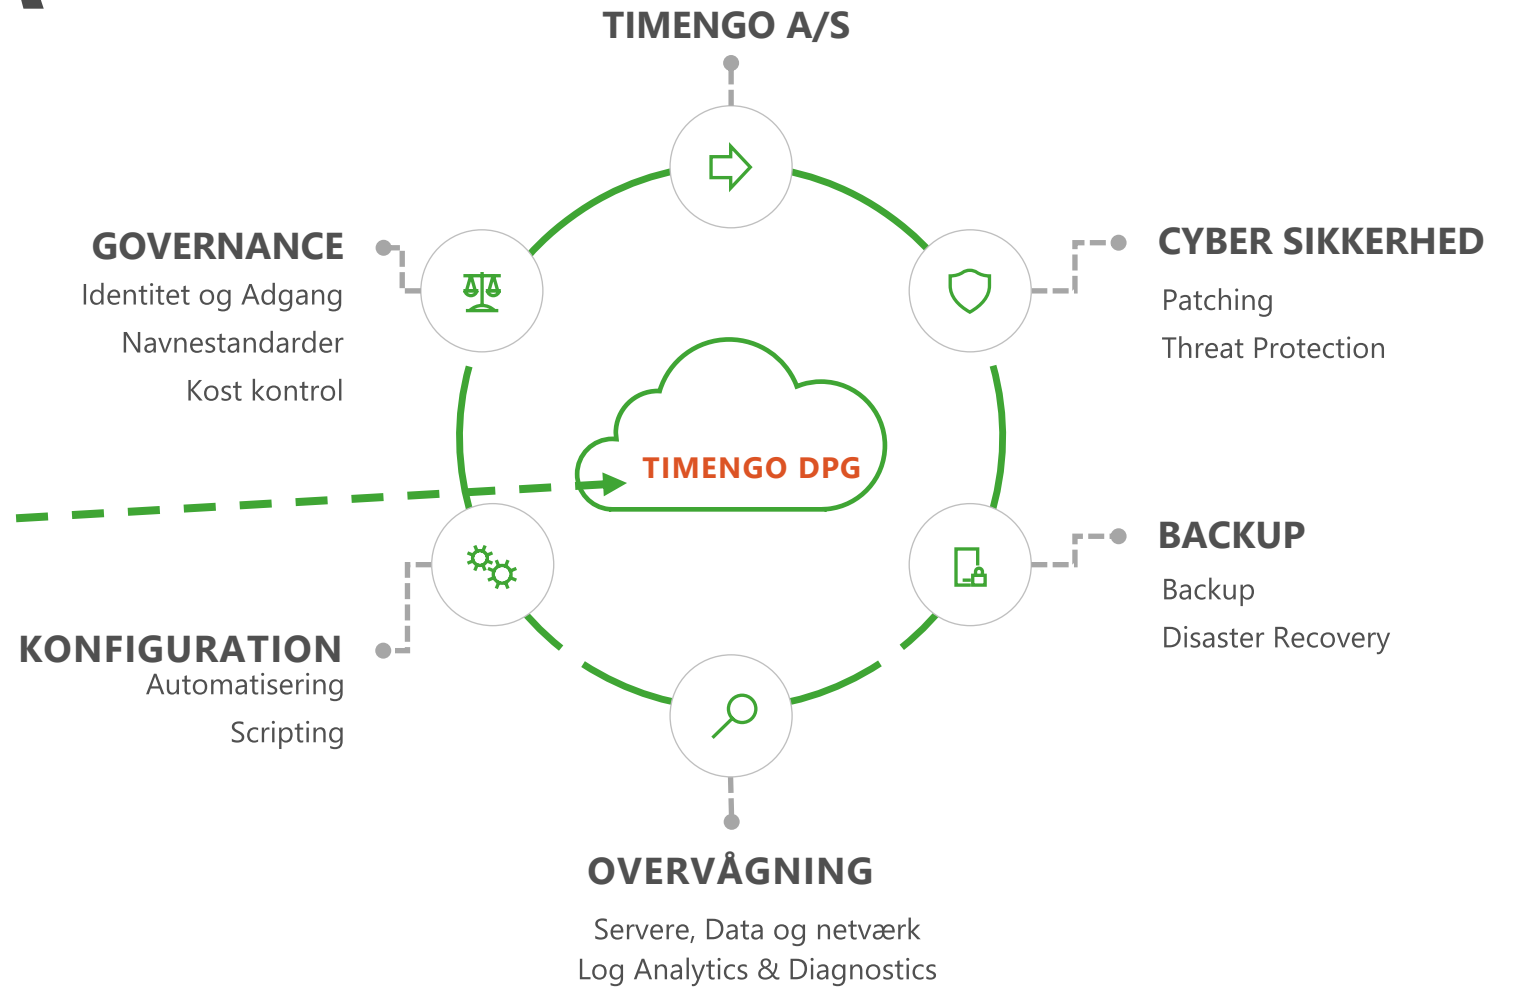 TIMENGO A/S
GOVERNANCE
Identitet og Adgang
Navnestandarder
Kost kontrol
CYBER SIKKERHED
Patching
Threat Protection
TIMENGO DPG
BACKUP
Backup
Disaster Recovery
KONFIGURATION
Automatisering
Scripting
OVERVÅGNING
Servere, Data og netværk
Log Analytics & Diagnostics